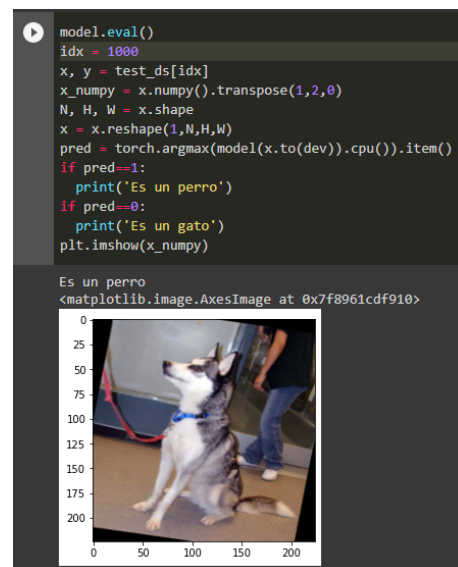 model.eval()
idx = 1000
x, y = test_ds[idx]
x_numpy = x.numpy().transpose(1,2,0)
N, H, W = x.shape
x = x.reshape(1,N,H,W)
pred = torch.argmax(model(x.to(dev)).cpu()).item()
if pred==1:
  print('Es un perro')
if pred==0:
  print('Es un gato')
plt.imshow(x_numpy)
Es un perro
<matplotlib.image.AxesImage at 0x7f8961cdf910>
0
25
50
75
100
125
150
175
200
0 50 100 150 200